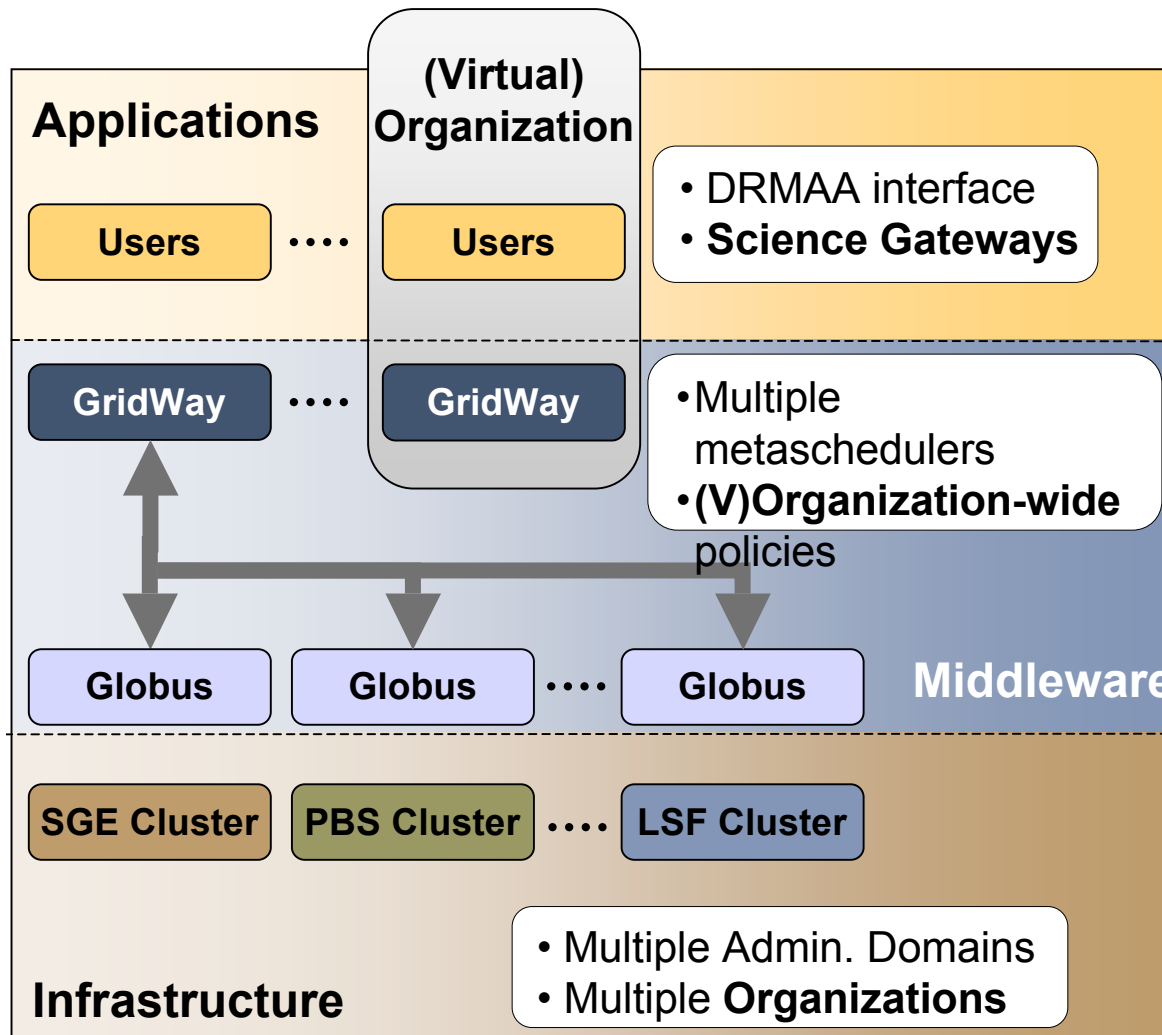 (Virtual)
Organization
Applications
• DRMAA interface
• Science Gateways
Users
....
Users
GridWay
....
GridWay
•Multiple
metaschedulers
•(V)Organization-wide
policies
Globus
Globus
....
Globus
Middleware
SGE Cluster
PBS Cluster
....
LSF Cluster
• Multiple Admin. Domains
• Multiple Organizations
Infrastructure